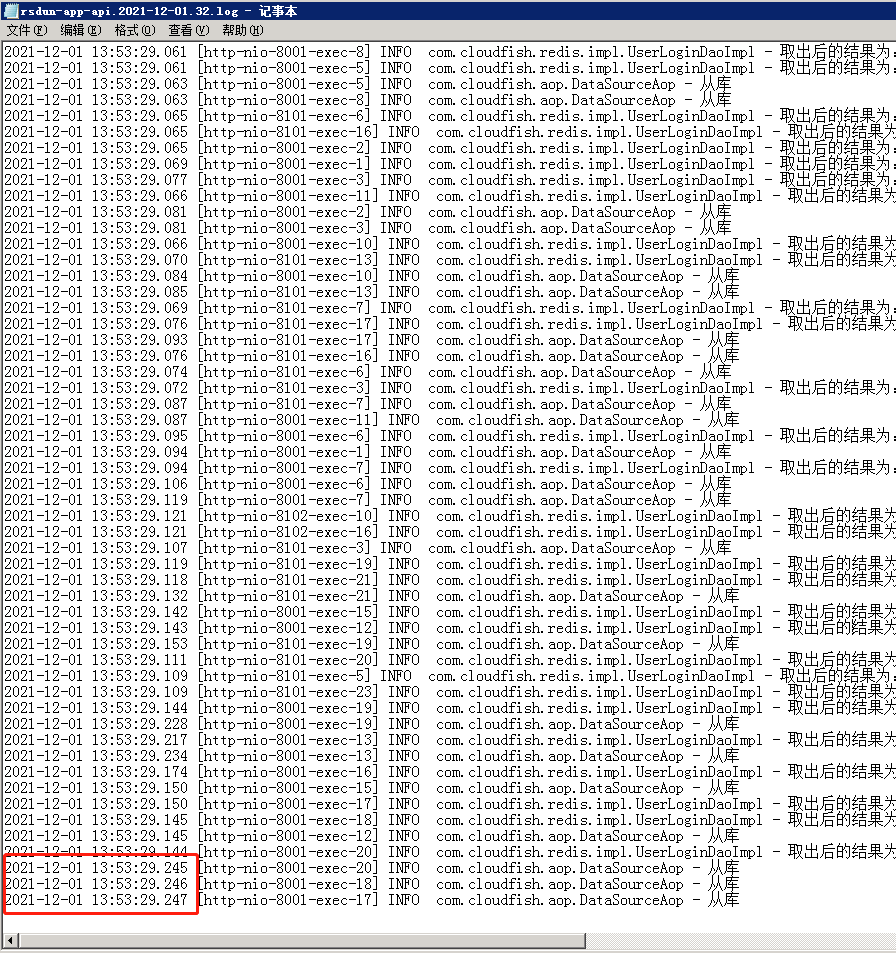 rsdun-app-api.2021-12-01.32.log - 记事本
文件(F) 编辑(E) 格式(O) 查看(V) 帮助(H)
2021-12-01 13:53:29.061 [http-nio-8001-exec-8] INFO  com.cloudfish.redis.impl.UserLoginDaoImpl - 取出后的结果为:
2021-12-01 13:53:29.061 [http-nio-8001-exec-5] INFO  com.cloudfish.redis.impl.UserLoginDaoImpl - 取出后的结果为:
2021-12-01 13:53:29.063 [http-nio-8001-exec-5] INFO  com.cloudfish.aop.DataSourceAop - 从库
2021-12-01 13:53:29.063 [http-nio-8001-exec-8] INFO  com.cloudfish.aop.DataSourceAop - 从库
2021-12-01 13:53:29.065 [http-nio-8101-exec-6] INFO  com.cloudfish.redis.impl.UserLoginDaoImpl - 取出后的结果为:
2021-12-01 13:53:29.065 [http-nio-8101-exec-16] INFO  com.cloudfish.redis.impl.UserLoginDaoImpl - 取出后的结果为
2021-12-01 13:53:29.065 [http-nio-8001-exec-2] INFO  com.cloudfish.redis.impl.UserLoginDaoImpl - 取出后的结果为:
2021-12-01 13:53:29.069 [http-nio-8001-exec-1] INFO  com.cloudfish.redis.impl.UserLoginDaoImpl - 取出后的结果为:
2021-12-01 13:53:29.077 [http-nio-8001-exec-3] INFO  com.cloudfish.redis.impl.UserLoginDaoImpl - 取出后的结果为:
2021-12-01 13:53:29.066 [http-nio-8001-exec-11] INFO  com.cloudfish.redis.impl.UserLoginDaoImpl - 取出后的结果为
2021-12-01 13:53:29.081 [http-nio-8001-exec-2] INFO  com.cloudfish.aop.DataSourceAop - 从库
2021-12-01 13:53:29.081 [http-nio-8001-exec-3] INFO  com.cloudfish.aop.DataSourceAop - 从库
2021-12-01 13:53:29.066 [http-nio-8101-exec-10] INFO  com.cloudfish.redis.impl.UserLoginDaoImpl - 取出后的结果为
2021-12-01 13:53:29.070 [http-nio-8101-exec-13] INFO  com.cloudfish.redis.impl.UserLoginDaoImpl - 取出后的结果为
2021-12-01 13:53:29.084 [http-nio-8101-exec-10] INFO  com.cloudfish.aop.DataSourceAop - 从库
2021-12-01 13:53:29.085 [http-nio-8101-exec-13] INFO  com.cloudfish.aop.DataSourceAop - 从库
2021-12-01 13:53:29.069 [http-nio-8101-exec-7] INFO  com.cloudfish.redis.impl.UserLoginDaoImpl - 取出后的结果为:
2021-12-01 13:53:29.076 [http-nio-8101-exec-17] INFO  com.cloudfish.redis.impl.UserLoginDaoImpl - 取出后的结果为
2021-12-01 13:53:29.093 [http-nio-8101-exec-17] INFO  com.cloudfish.aop.DataSourceAop - 从库
2021-12-01 13:53:29.076 [http-nio-8101-exec-16] INFO  com.cloudfish.aop.DataSourceAop - 从库
2021-12-01 13:53:29.074 [http-nio-8101-exec-6] INFO  com.cloudfish.aop.DataSourceAop - 从库
2021-12-01 13:53:29.072 [http-nio-8101-exec-3] INFO  com.cloudfish.redis.impl.UserLoginDaoImpl - 取出后的结果为:
2021-12-01 13:53:29.087 [http-nio-8101-exec-7] INFO  com.cloudfish.aop.DataSourceAop - 从库
2021-12-01 13:53:29.087 [http-nio-8001-exec-11] INFO  com.cloudfish.aop.DataSourceAop - 从库
2021-12-01 13:53:29.095 [http-nio-8001-exec-6] INFO  com.cloudfish.redis.impl.UserLoginDaoImpl - 取出后的结果为:
2021-12-01 13:53:29.094 [http-nio-8001-exec-1] INFO  com.cloudfish.aop.DataSourceAop - 从库
2021-12-01 13:53:29.094 [http-nio-8001-exec-7] INFO  com.cloudfish.redis.impl.UserLoginDaoImpl - 取出后的结果为:
2021-12-01 13:53:29.106 [http-nio-8001-exec-6] INFO  com.cloudfish.aop.DataSourceAop - 从库
2021-12-01 13:53:29.119 [http-nio-8001-exec-7] INFO  com.cloudfish.aop.DataSourceAop - 从库
2021-12-01 13:53:29.121 [http-nio-8102-exec-10] INFO  com.cloudfish.redis.impl.UserLoginDaoImpl - 取出后的结果为
2021-12-01 13:53:29.121 [http-nio-8102-exec-16] INFO  com.cloudfish.redis.impl.UserLoginDaoImpl - 取出后的结果为
2021-12-01 13:53:29.107 [http-nio-8101-exec-3] INFO  com.cloudfish.aop.DataSourceAop - 从库
2021-12-01 13:53:29.119 [http-nio-8101-exec-19] INFO  com.cloudfish.redis.impl.UserLoginDaoImpl - 取出后的结果为
2021-12-01 13:53:29.118 [http-nio-8101-exec-21] INFO  com.cloudfish.redis.impl.UserLoginDaoImpl - 取出后的结果为
2021-12-01 13:53:29.132 [http-nio-8101-exec-21] INFO  com.cloudfish.aop.DataSourceAop - 从库
2021-12-01 13:53:29.142 [http-nio-8001-exec-15] INFO  com.cloudfish.redis.impl.UserLoginDaoImpl - 取出后的结果为
2021-12-01 13:53:29.143 [http-nio-8001-exec-12] INFO  com.cloudfish.redis.impl.UserLoginDaoImpl - 取出后的结果为
2021-12-01 13:53:29.153 [http-nio-8101-exec-19] INFO  com.cloudfish.aop.DataSourceAop - 从库
2021-12-01 13:53:29.111 [http-nio-8101-exec-20] INFO  com.cloudfish.redis.impl.UserLoginDaoImpl - 取出后的结果为
2021-12-01 13:53:29.109 [http-nio-8101-exec-5] INFO  com.cloudfish.redis.impl.UserLoginDaoImpl - 取出后的结果为:
2021-12-01 13:53:29.109 [http-nio-8101-exec-23] INFO  com.cloudfish.redis.impl.UserLoginDaoImpl - 取出后的结果为
2021-12-01 13:53:29.144 [http-nio-8001-exec-19] INFO  com.cloudfish.redis.impl.UserLoginDaoImpl - 取出后的结果为
2021-12-01 13:53:29.228 [http-nio-8001-exec-19] INFO  com.cloudfish.aop.DataSourceAop - 从库
2021-12-01 13:53:29.217 [http-nio-8001-exec-13] INFO  com.cloudfish.redis.impl.UserLoginDaoImpl - 取出后的结果为
2021-12-01 13:53:29.234 [http-nio-8001-exec-13] INFO  com.cloudfish.aop.DataSourceAop - 从库
2021-12-01 13:53:29.174 [http-nio-8001-exec-16] INFO  com.cloudfish.redis.impl.UserLoginDaoImpl - 取出后的结果为
2021-12-01 13:53:29.150 [http-nio-8001-exec-15] INFO  com.cloudfish.aop.DataSourceAop - 从库
2021-12-01 13:53:29.150 [http-nio-8001-exec-17] INFO  com.cloudfish.redis.impl.UserLoginDaoImpl - 取出后的结果为
2021-12-01 13:53:29.145 [http-nio-8001-exec-18] INFO  com.cloudfish.redis.impl.UserLoginDaoImpl - 取出后的结果为
2021-12-01 13:53:29.145 [http-nio-8001-exec-12] INFO  com.cloudfish.aop.DataSourceAop - 从库
2021-12-01 13:53:29.144 [http-nio-8001-exec-20] INFO  com.cloudfish.redis.impl.UserLoginDaoImpl - 取出后的结果为
2021-12-01 13:53:29.245 [http-nio-8001-exec-20] INFO  com.cloudfish.aop.DataSourceAop - 从库
2021-12-01 13:53:29.246 [http-nio-8001-exec-18] INFO  com.cloudfish.aop.DataSourceAop - 从库
2021-12-01 13:53:29.247 [http-nio-8001-exec-17] INFO  com.cloudfish.aop.DataSourceAop - 从库